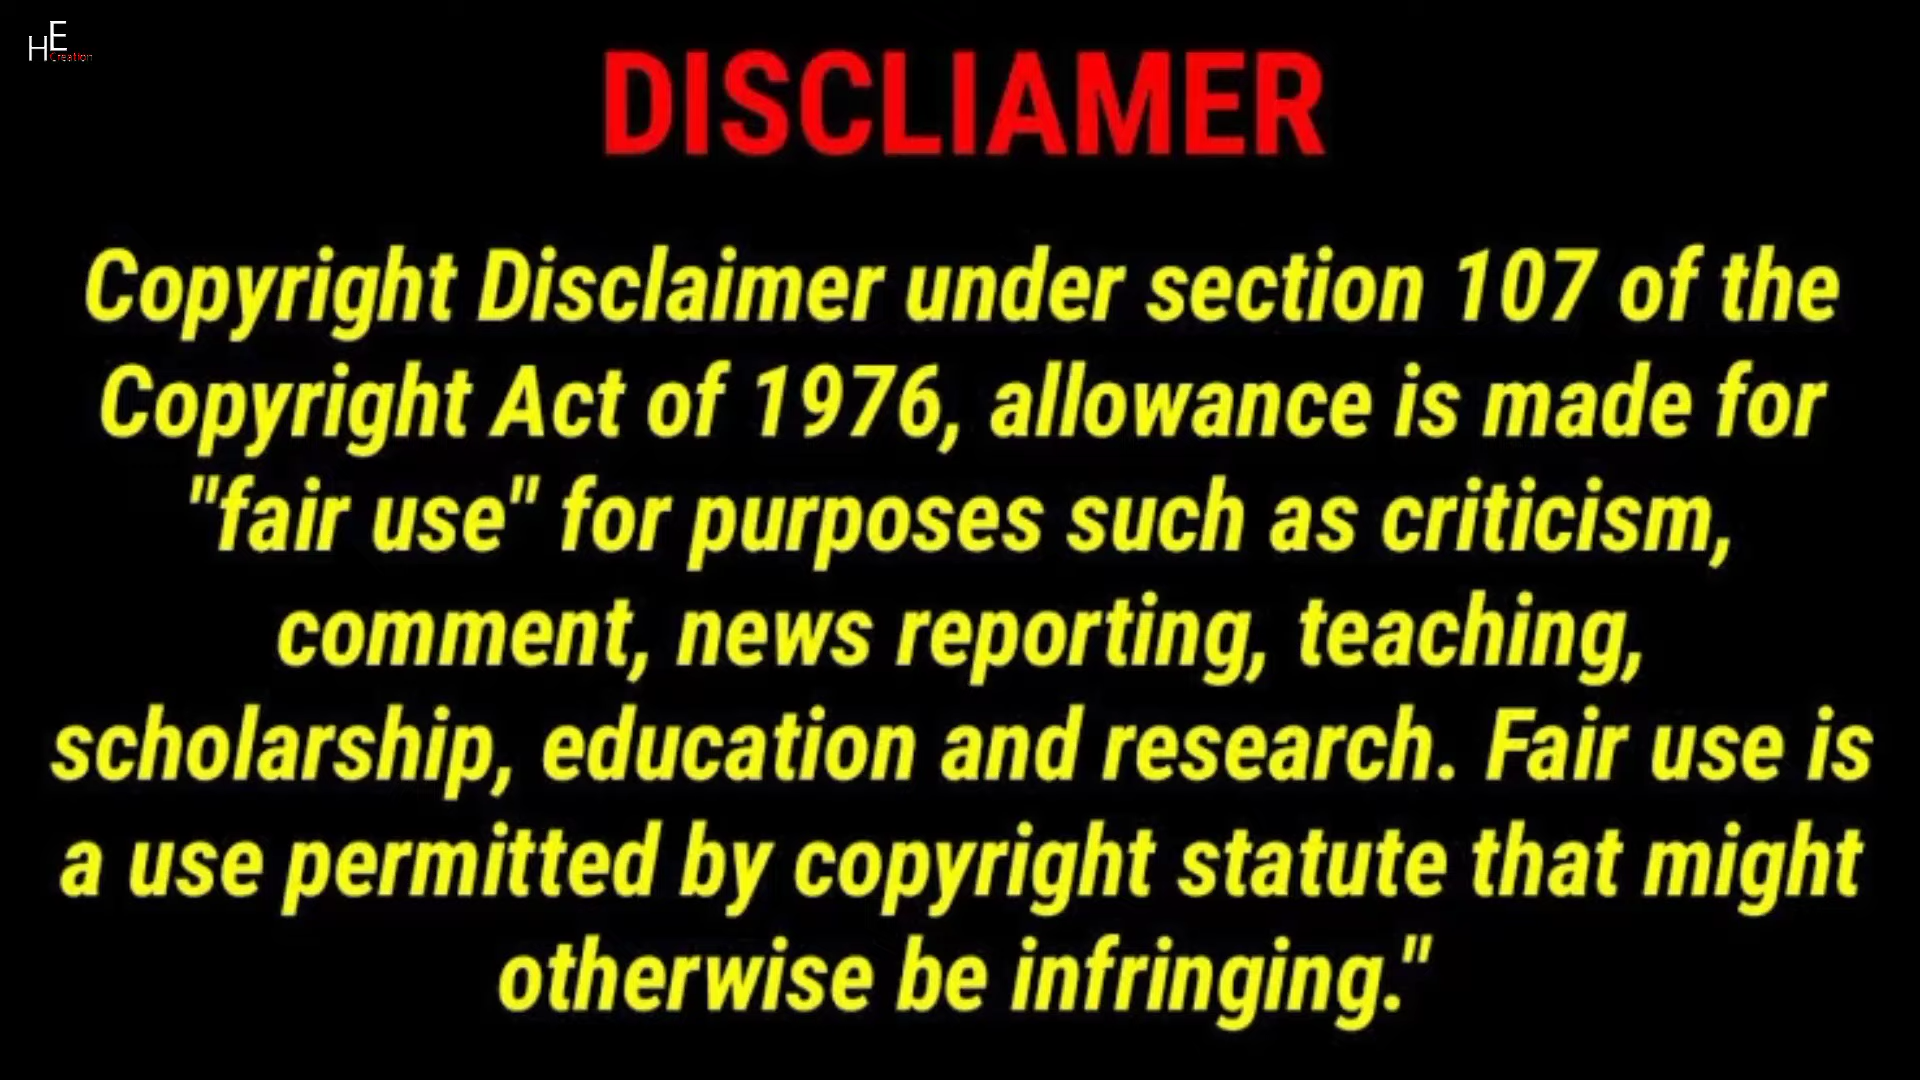 HE
Creation
DISCLIAMER
Copyright Disclaimer under section 107 of the
Copyright Act of 1976, allowance is made for
"fair use" for purposes such as criticism,
comment, news reporting, teaching,
scholarship, education and research. Fair use is
a use permitted by copyright statute that might
otherwise be infringing."